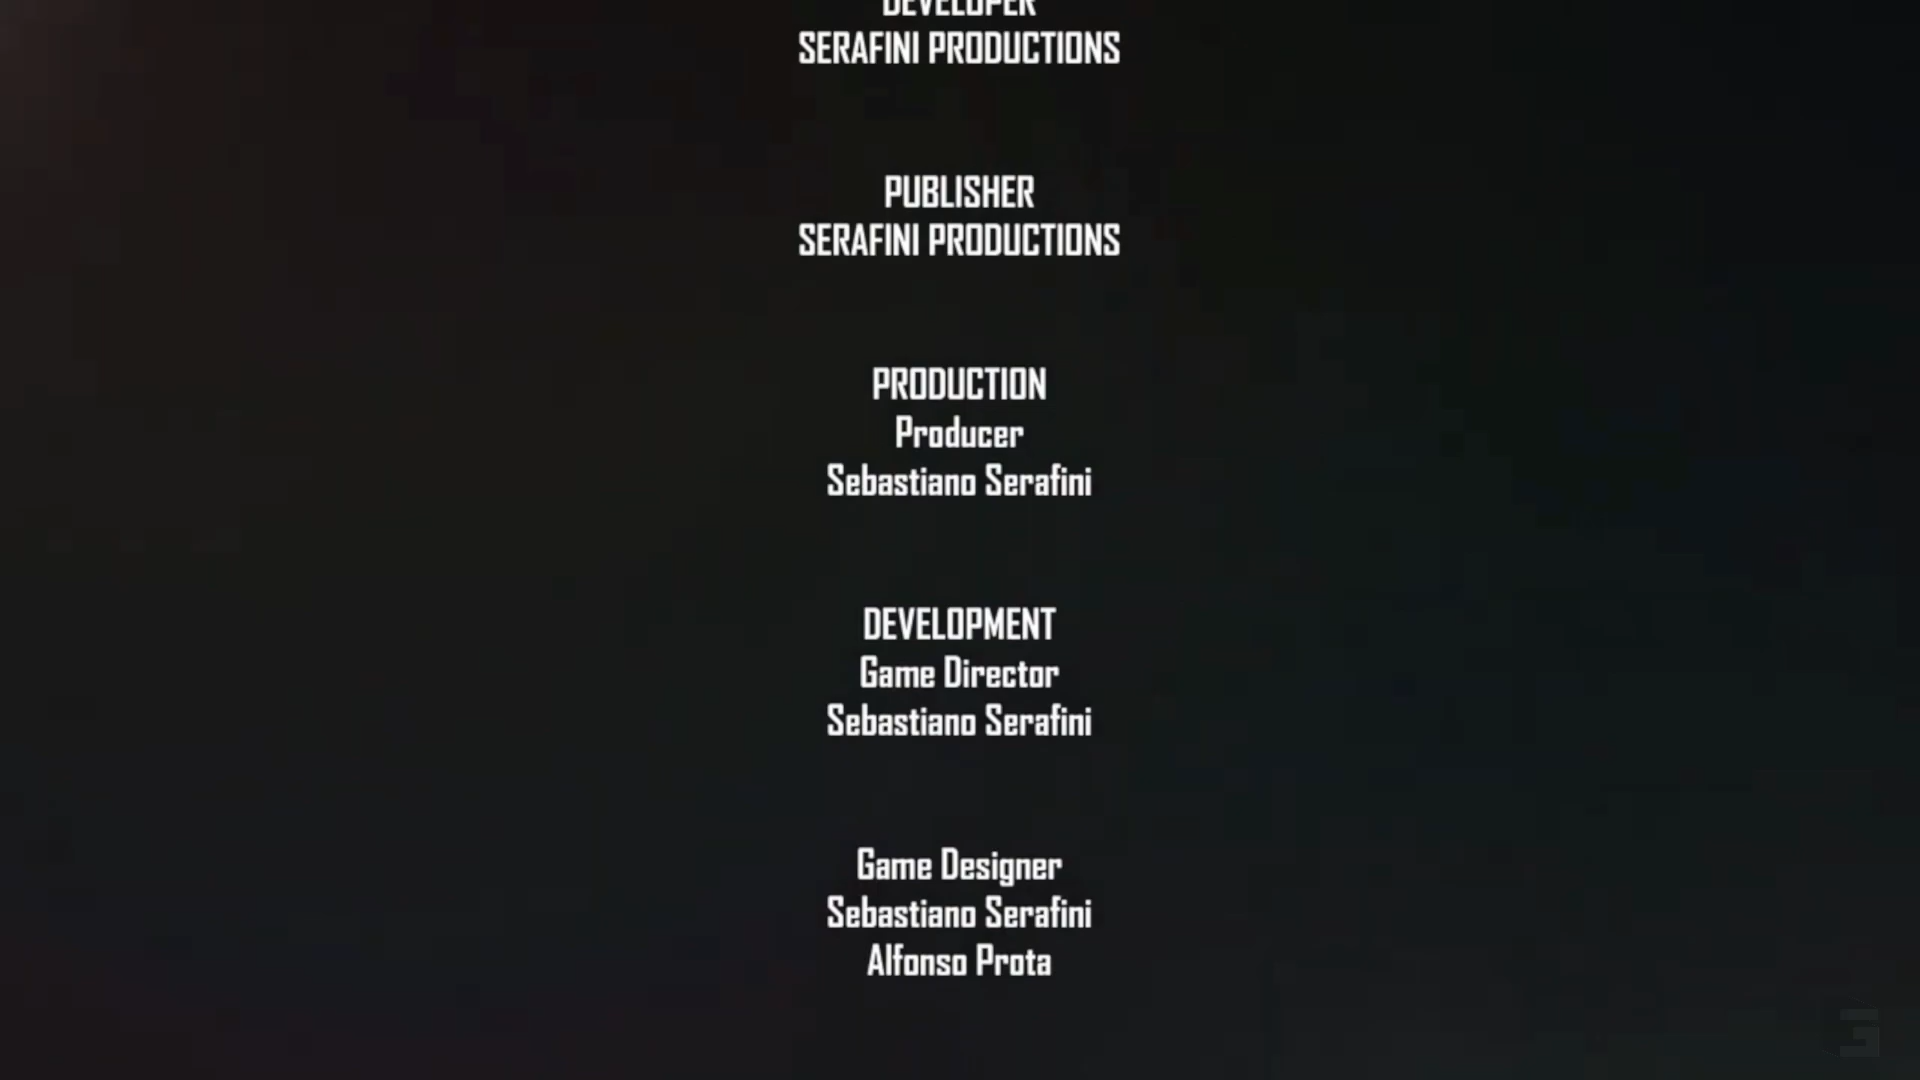 DEVELOPER
SERAFINI PRODUCTIONS
PUBLISHER
SERAFINI PRODUCTIONS
PRODUCTION
Producer
Sebastiano Serafini
DEVELOPMENT
Game Director
Sebastiano Serafini
Game Designer
Sebastiano Serafini
Alfonso Prota